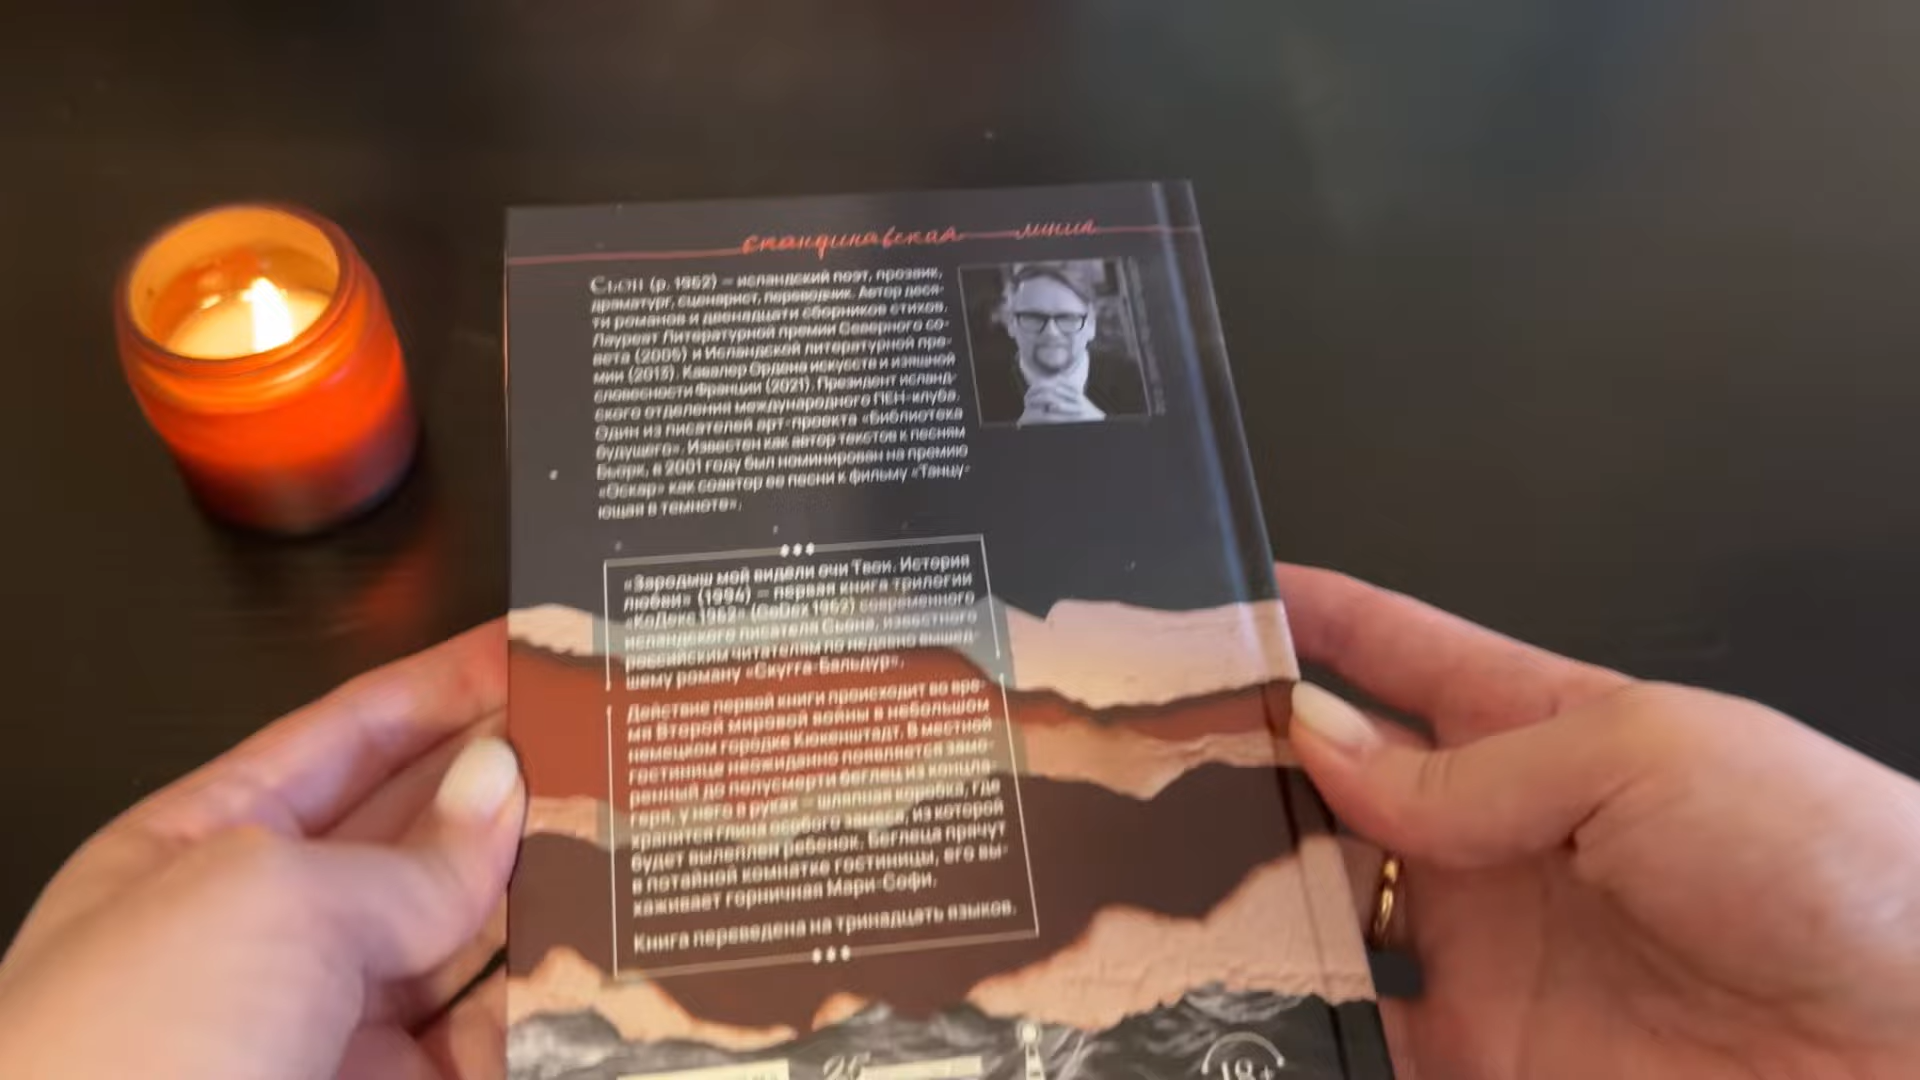 скандинавская линия
Сьон (р. 1962) — исландский поэт, прозаик,
драматург, сценарист, переводчик. Автор деся-
ти романов и двенадцати сборников стихов.
Лауреат Литературной премии Северного со-
вета (2005) и Исландской литературной пре-
мии (2013). Кавалер Ордена искусств и изящной
словесности Франции (2021). Президент исланд-
ского отделения международного ПЕН-клуба.
Один из писателей арт-проекта «Библиотека
будущего». Известен как автор текстов к песням
Бьорк, в 2001 году был номинирован на премию
«Оскар» как соавтор ее песни к фильму «Танцу-
ющая в темноте».
«Зародыш мой видели очи Твои. История
любви» (1994) — первая книга трилогии
«КоДекс 1962» (CoDex 1962) современного
исландского писателя Сьона, известного
российским читателям по недавно вышед-
шему роману «Скугга-Бальдур».
Действие первой книги происходит во вре-
мя Второй мировой войны в небольшом
немецком городке Кюкенштадт. В местной
гостинице неожиданно появляется замо-
ренный до полусмерти беглец из концла-
геря, у него в руках — шляпная коробка, где
хранится глина, из которой
будет вылеплен ребенок. Беглеца прячут
в потайной комнатке гостиницы, его вы-
хаживает горничная Мари-Софи.
Книга переведена на тринадцать языков.
18+